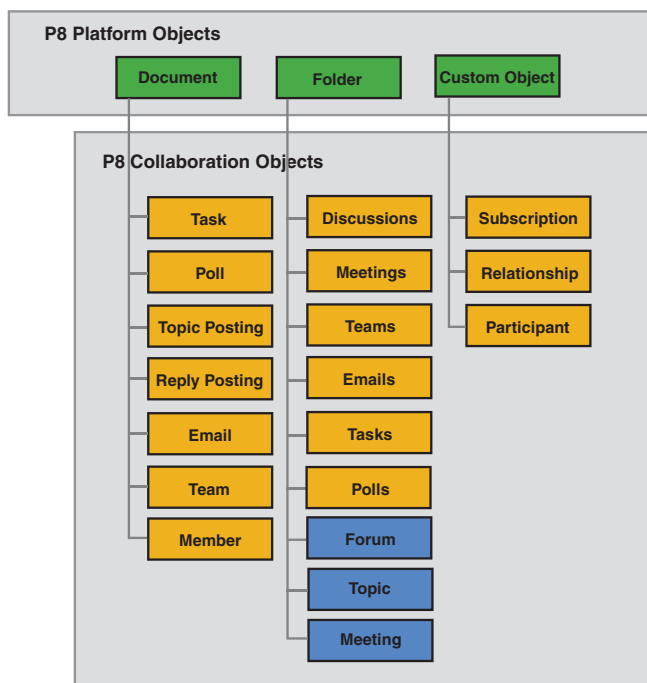 P8 Platform Objects
Document
Folder
Custom Object
P8 Collaboration Objects
Task
Poll
Topic Posting
Reply Posting
Email
Team
Member
Discussions
Meetings
Teams
Emails
Tasks
Polls
Forum
Topic
Meeting
Subscription
Relationship
Participant